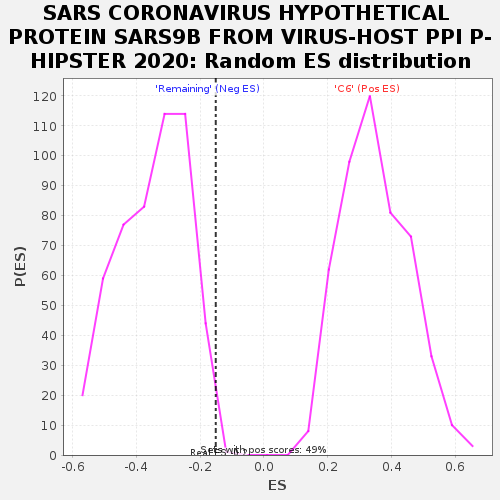 SARS CORONAVIRUS HYPOTHETICAL
PROTEIN SARS9B FROM VIRUS-HOST PPI P-
HIPSTER 2020: Random ES distribution
'Remaining' (Neg ES)
'C6' (Pos ES)
120
110
100
90
80
70
60
50
40
30
20
10
0
P(ES)
Sets with pos scores: 49%
-0.6
-0.4
-0.2
0.0
0.2
0.4
0.6
ES